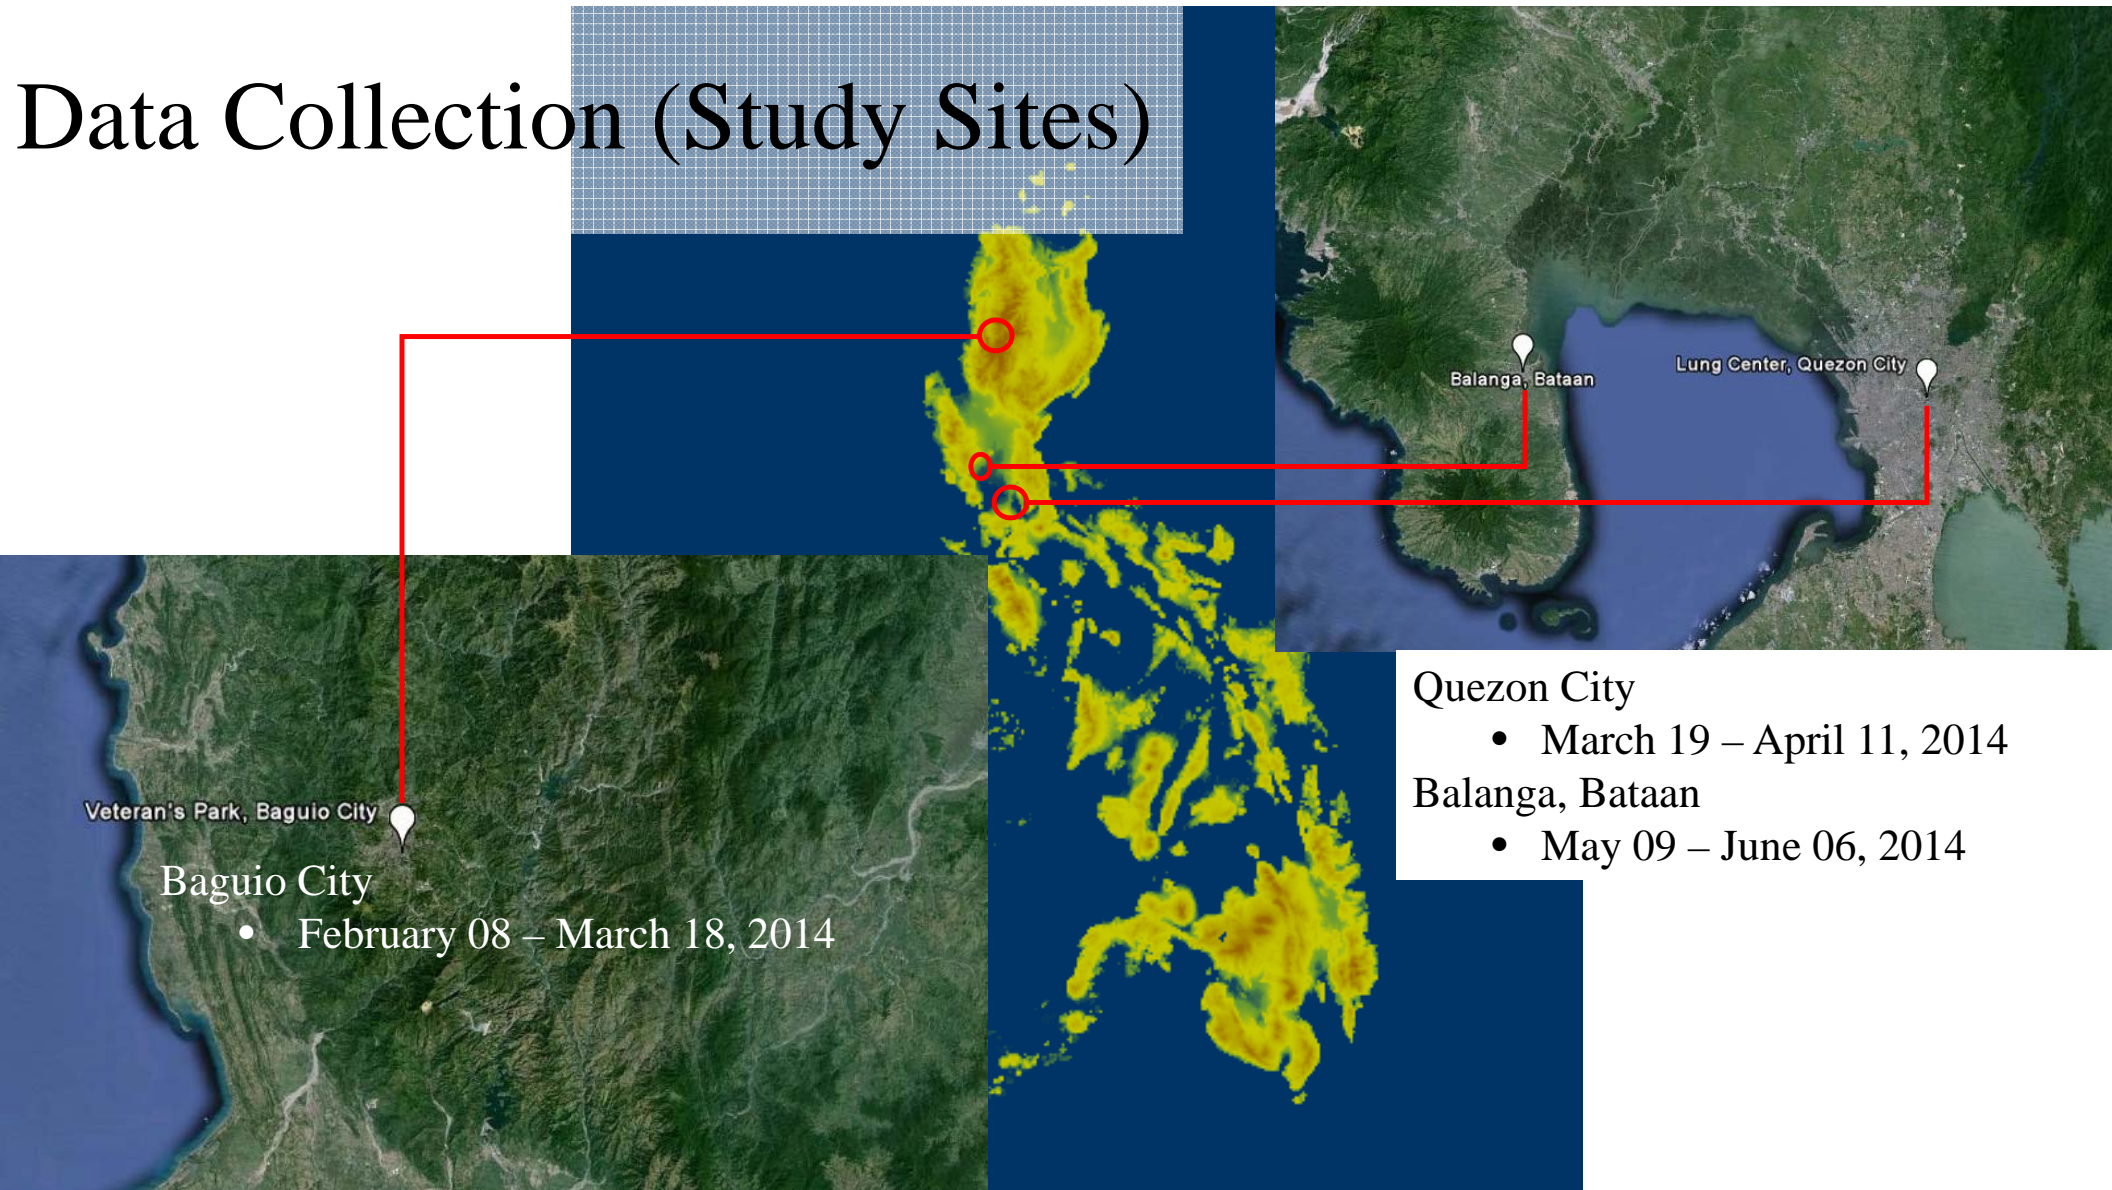 Data Collection (Study Sites)
Balanga, Bataan
Lung Center, Quezon City
Veteran's Park, Baguio City
Baguio City
• February 08 – March 18, 2014
Quezon City
• March 19 – April 11, 2014
Balanga, Bataan
• May 09 – June 06, 2014